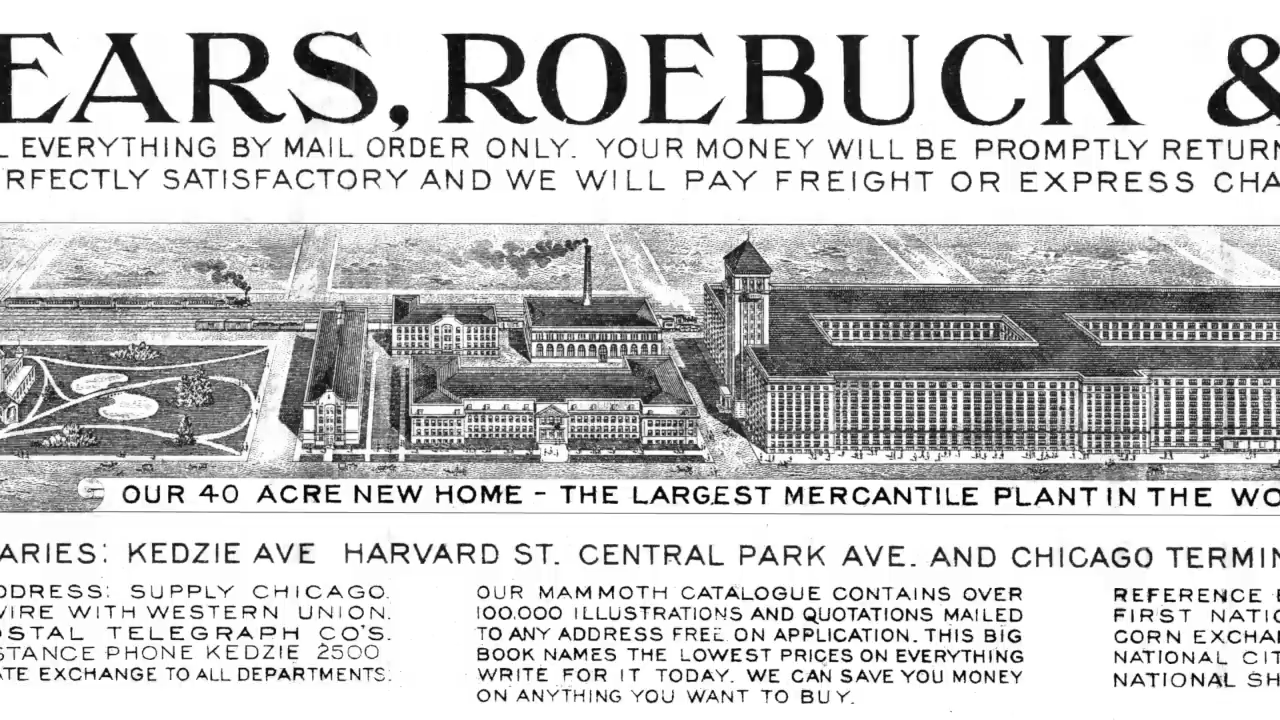 EARS, ROEBUCK &
L EVERYTHING BY MAIL ORDER ONLY. YOUR MONEY WILL BE PROMPTLY RETURN
RFECTLY SATISFACTORY AND WE WILL PAY FREIGHT OR EXPRESS CHA
OUR 40 ACRE NEW HOME - THE LARGEST MERCANTILE PLANT IN THE WO
ARIES: KEDZIE AVE HARVARD ST. CENTRAL PARK AVE. AND CHICAGO TERMIN
DDRESS: SUPPLY CHICAGO.
WIRE WITH WESTERN UNION.
OSTAL TELEGRAPH CO'S.
STANCE PHONE KEDZIE 2500
ATE EXCHANGE TO ALL DEPARTMENTS.
OUR MAMMOTH CATALOGUE CONTAINS OVER
100.000 ILLUSTRATIONS AND QUOTATIONS MAILED
TO ANY ADDRESS FREE ON APPLICATION. THIS BIG
BOOK NAMES THE LOWEST PRICES ON EVERYTHING
WRITE FOR IT TODAY. WE CAN SAVE YOU MONEY
ON ANYTHING YOU WANT TO BUY.
REFERENCE
FIRST NATIO
CORN EXCHA
NATIONAL CIT
NATIONAL SH